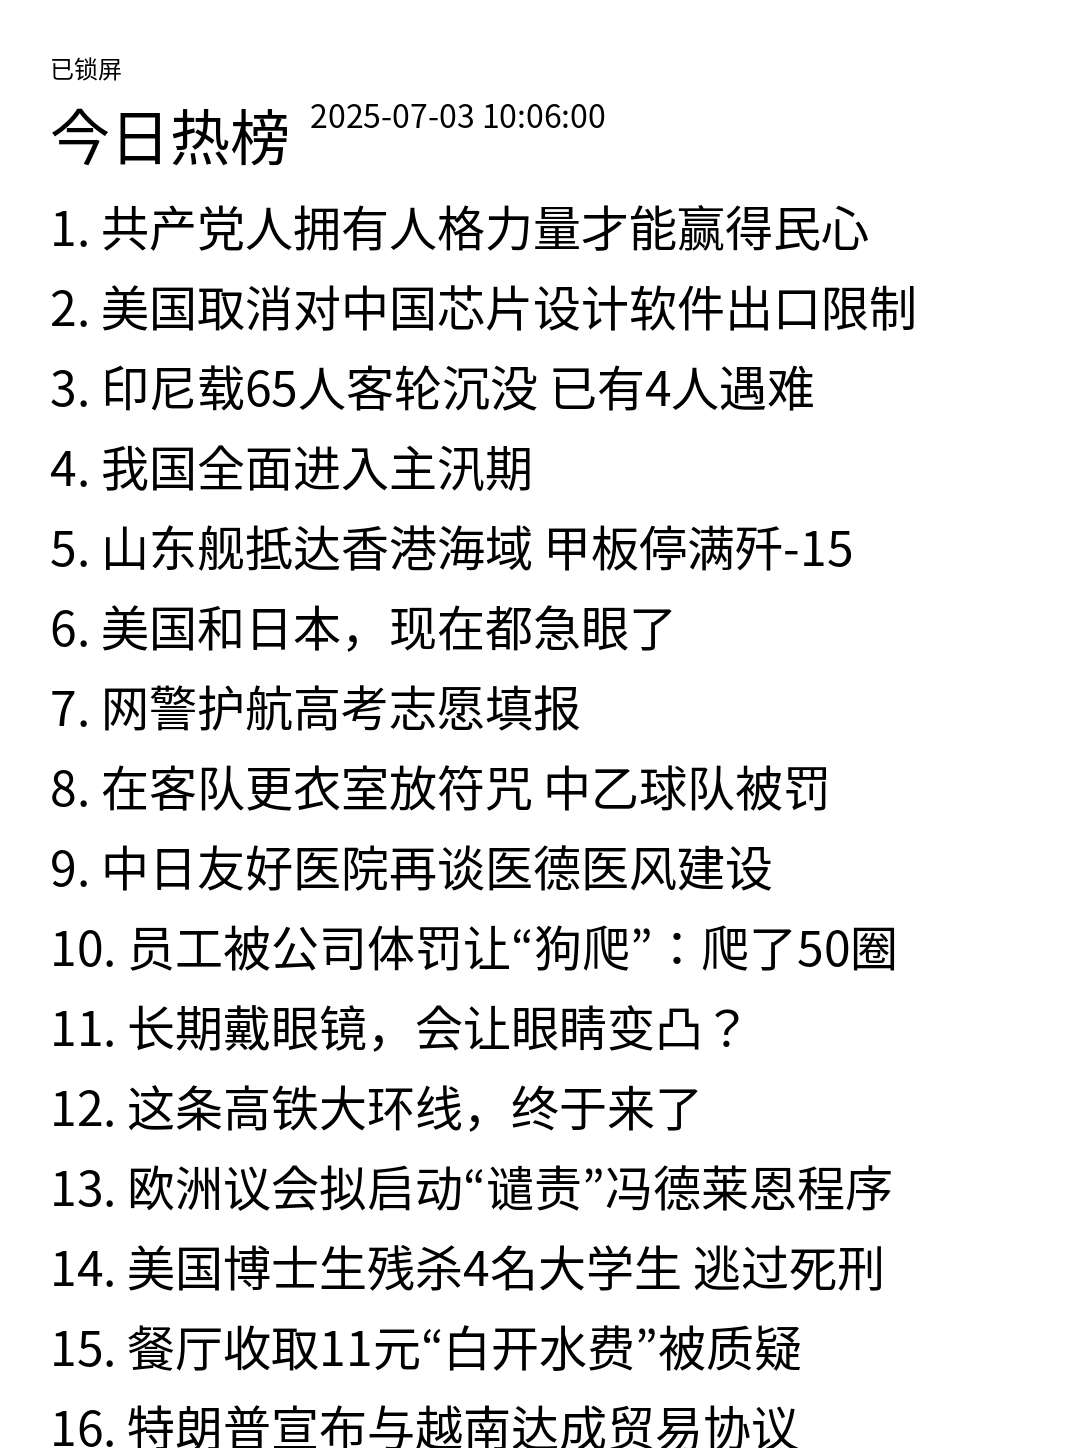 已锁屏
今日热榜 2025-07-03 10:06:00
1. 共产党人拥有人格力量才能赢得民心
2. 美国取消对中国芯片设计软件出口限制
3. 印尼载65人客轮沉没 已有4人遇难
4. 我国全面进入主汛期
5. 山东舰抵达香港海域 甲板停满歼-15
6. 美国和日本，现在都急眼了
7. 网警护航高考志愿填报
8. 在客队更衣室放符咒 中乙球队被罚
9. 中日友好医院再谈医德医风建设
10. 员工被公司体罚让“狗爬”：爬了50圈
11. 长期戴眼镜，会让眼睛变凸？
12. 这条高铁大环线，终于来了
13. 欧洲议会拟启动“谴责”冯德莱恩程序
14. 美国博士生残杀4名大学生 逃过死刑
15. 餐厅收取11元“白开水费”被质疑
16. 特朗普宣布与越南达成贸易协议